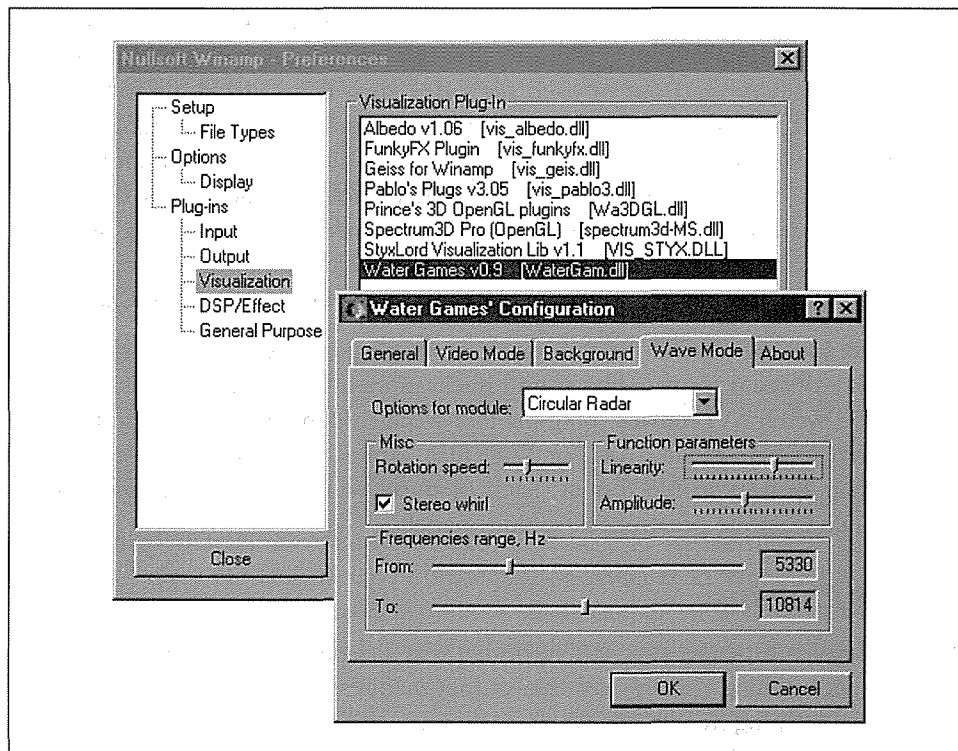 Nullsoft Winamp - Preferences
Setup
File Types
Options
Display
Plug-ins
Input
Output
Visualization
DSP/Effect
General Purpose
Close
Visualization Plug-In
Albedo v1.06 [vis_albedo.dll]
FunkyFX Plugin [vis_funkyfx.dll]
Geiss for Winamp [vis_geis.dll]
Pablo's Plugs v3.05 [vis_pablo3.dll]
Prince's 3D OpenGL plugins [Wa3DGL.dll]
Spectrum3D Pro (OpenGL) [spectrum3d-MS.dll]
StyxLord Visualization Lib v1.1 [VIS_STYX.DLL]
Water Games v0.9 [WaterGam.dll]
Water Games' Configuration
General Video Mode Background Wave Mode About
Options for module: Circular Radar
Misc
Rotation speed:
Stereo whirl
Function parameters
Linearity:
Amplitude:
Frequencies range, Hz
From: 5330
To: 10814
OK Cancel